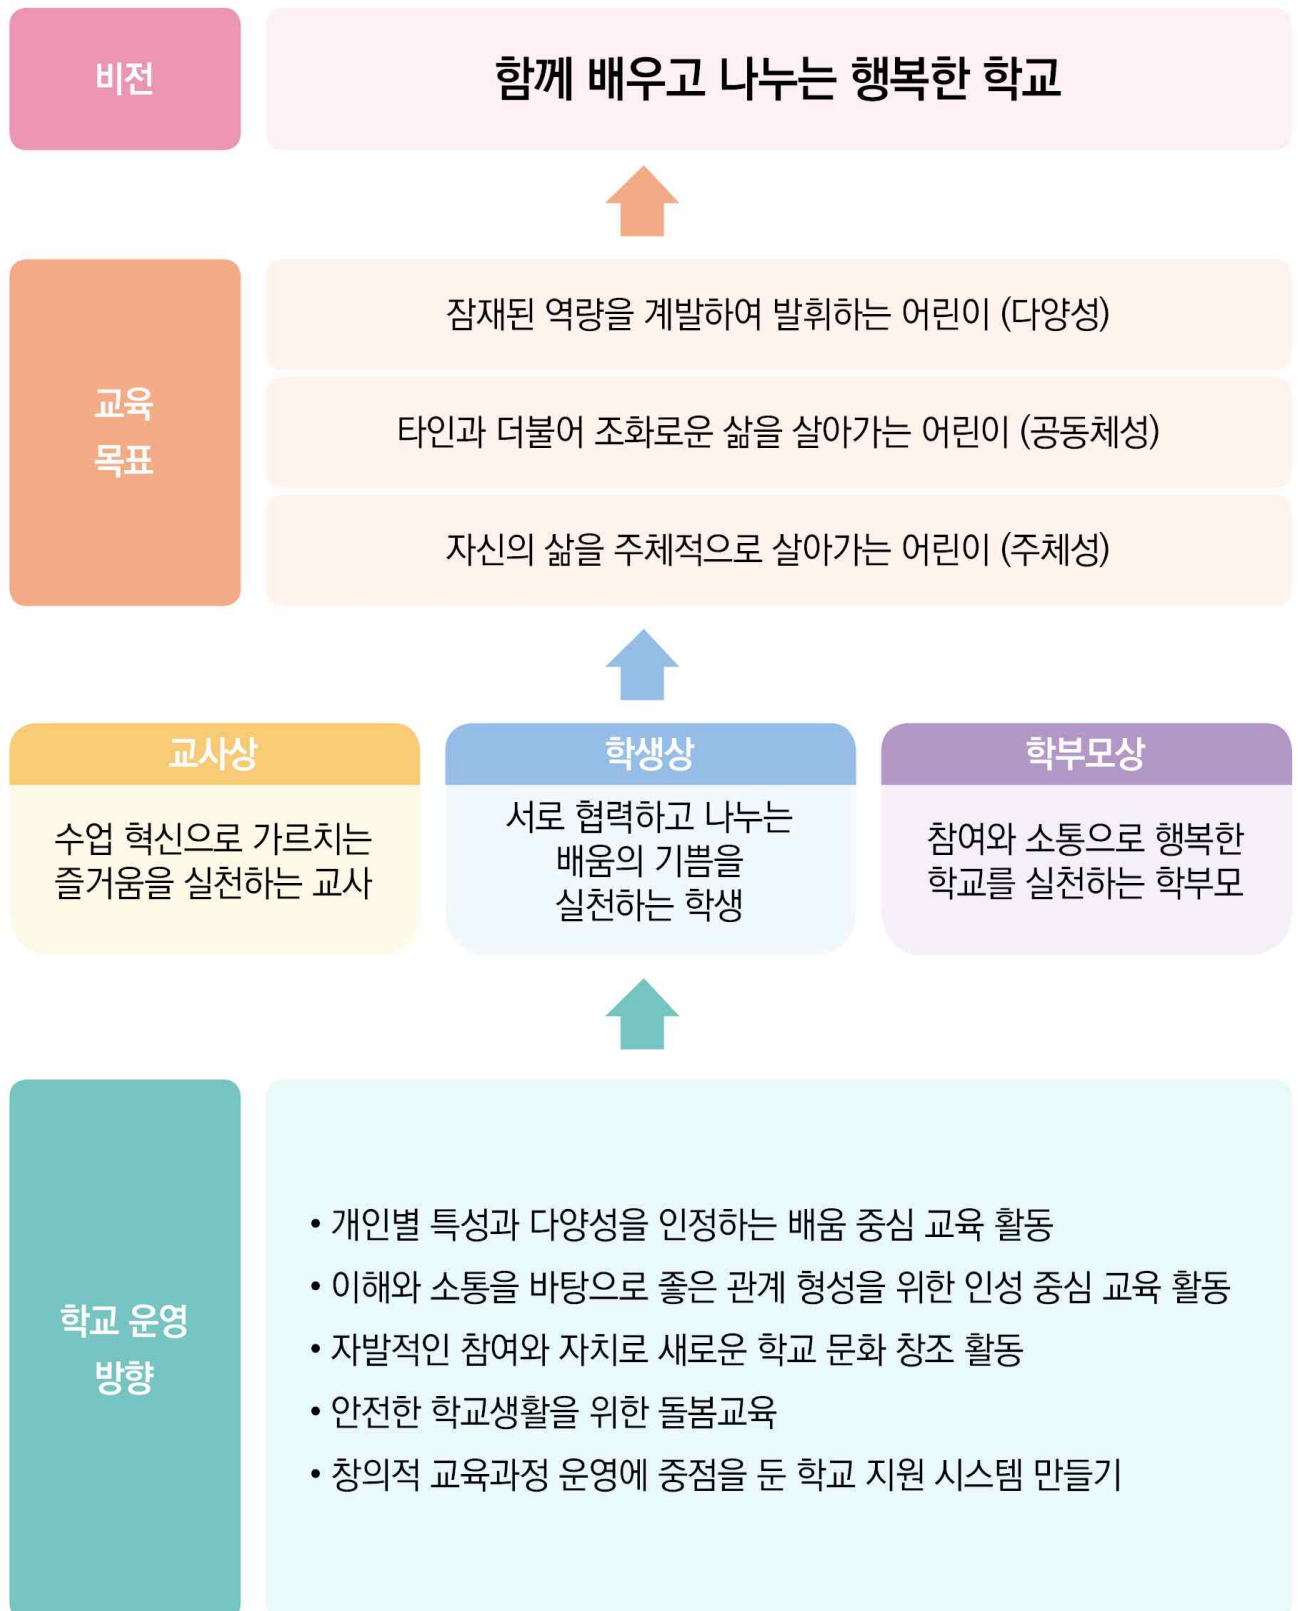 비전
함께 배우고 나누는 행복한 학교
교육
목표
잠재된 역량을 계발하여 발휘하는 어린이 (다양성)
타인과 더불어 조화로운 삶을 살아가는 어린이 (공동체성)
자신의 삶을 주체적으로 살아가는 어린이 (주체성)
교사상
수업 혁신으로 가르치는
즐거움을 실천하는 교사
학생상
서로 협력하고 나누는
배움의 기쁨을
실천하는 학생
학부모상
참여와 소통으로 행복한
학교를 실천하는 학부모
학교 운영
방향
• 개인별 특성과 다양성을 인정하는 배움 중심 교육 활동
• 이해와 소통을 바탕으로 좋은 관계 형성을 위한 인성 중심 교육 활동
• 자발적인 참여와 자치로 새로운 학교 문화 창조 활동
• 안전한 학교생활을 위한 돌봄교육
• 창의적 교육과정 운영에 중점을 둔 학교 지원 시스템 만들기